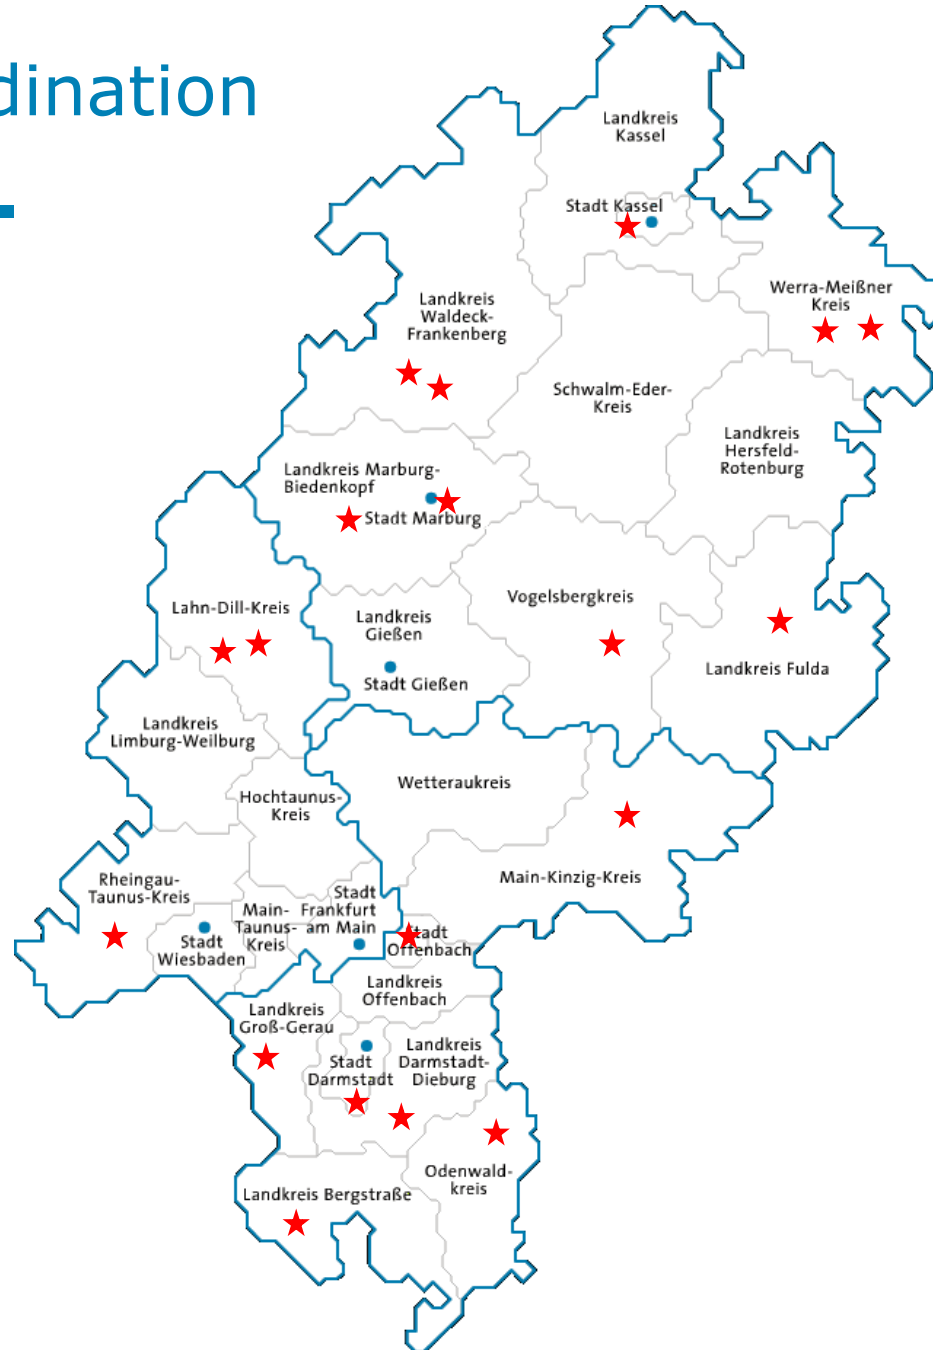 dination
Landkreis
Kassel
Stadt Kassel
Werra-Meißner
Kreis
Landkreis
Waldeck-
Frankenberg
Schwalm-Eder-
Kreis
Landkreis
Hersfeld-
Rotenburg
Landkreis Marburg-
Biedenkopf
Stadt Marburg
Lahn-Dill-Kreis
Landkreis
Gießen
Stadt Gießen
Vogelsbergkreis
Landkreis Fulda
Landkreis
Limburg-Weilburg
Wetteraukreis
Hochtaunus-
Kreis
Main-Kinzig-Kreis
Rheingau-
Taunus-Kreis
Stadt
Wiesbaden
Main-
Taunus-
Kreis
Stadt
Frankfurt
am Main
Stadt
Offenbach
Landkreis
Offenbach
Landkreis
Groß-Gerau
Stadt
Darmstadt
Landkreis
Darmstadt-
Dieburg
Odenwald-
kreis
Landkreis Bergstraße